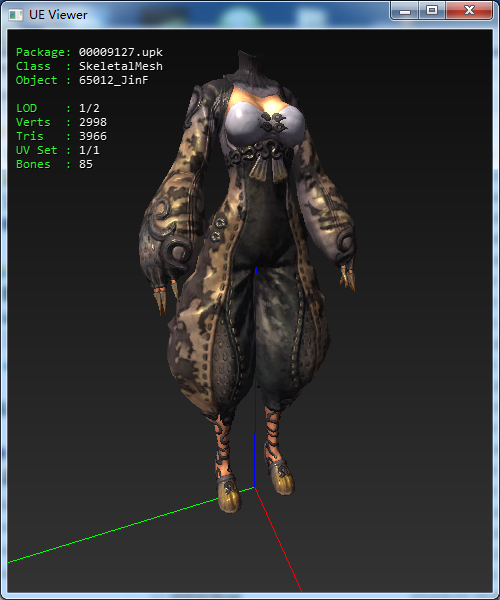 UE Viewer
Package: 00009127.upk
Class : SkeletalMesh
Object : 65012_JinF
LOD : 1/2
Verts : 2998
Tris : 3966
UV Set : 1/1
Bones : 85